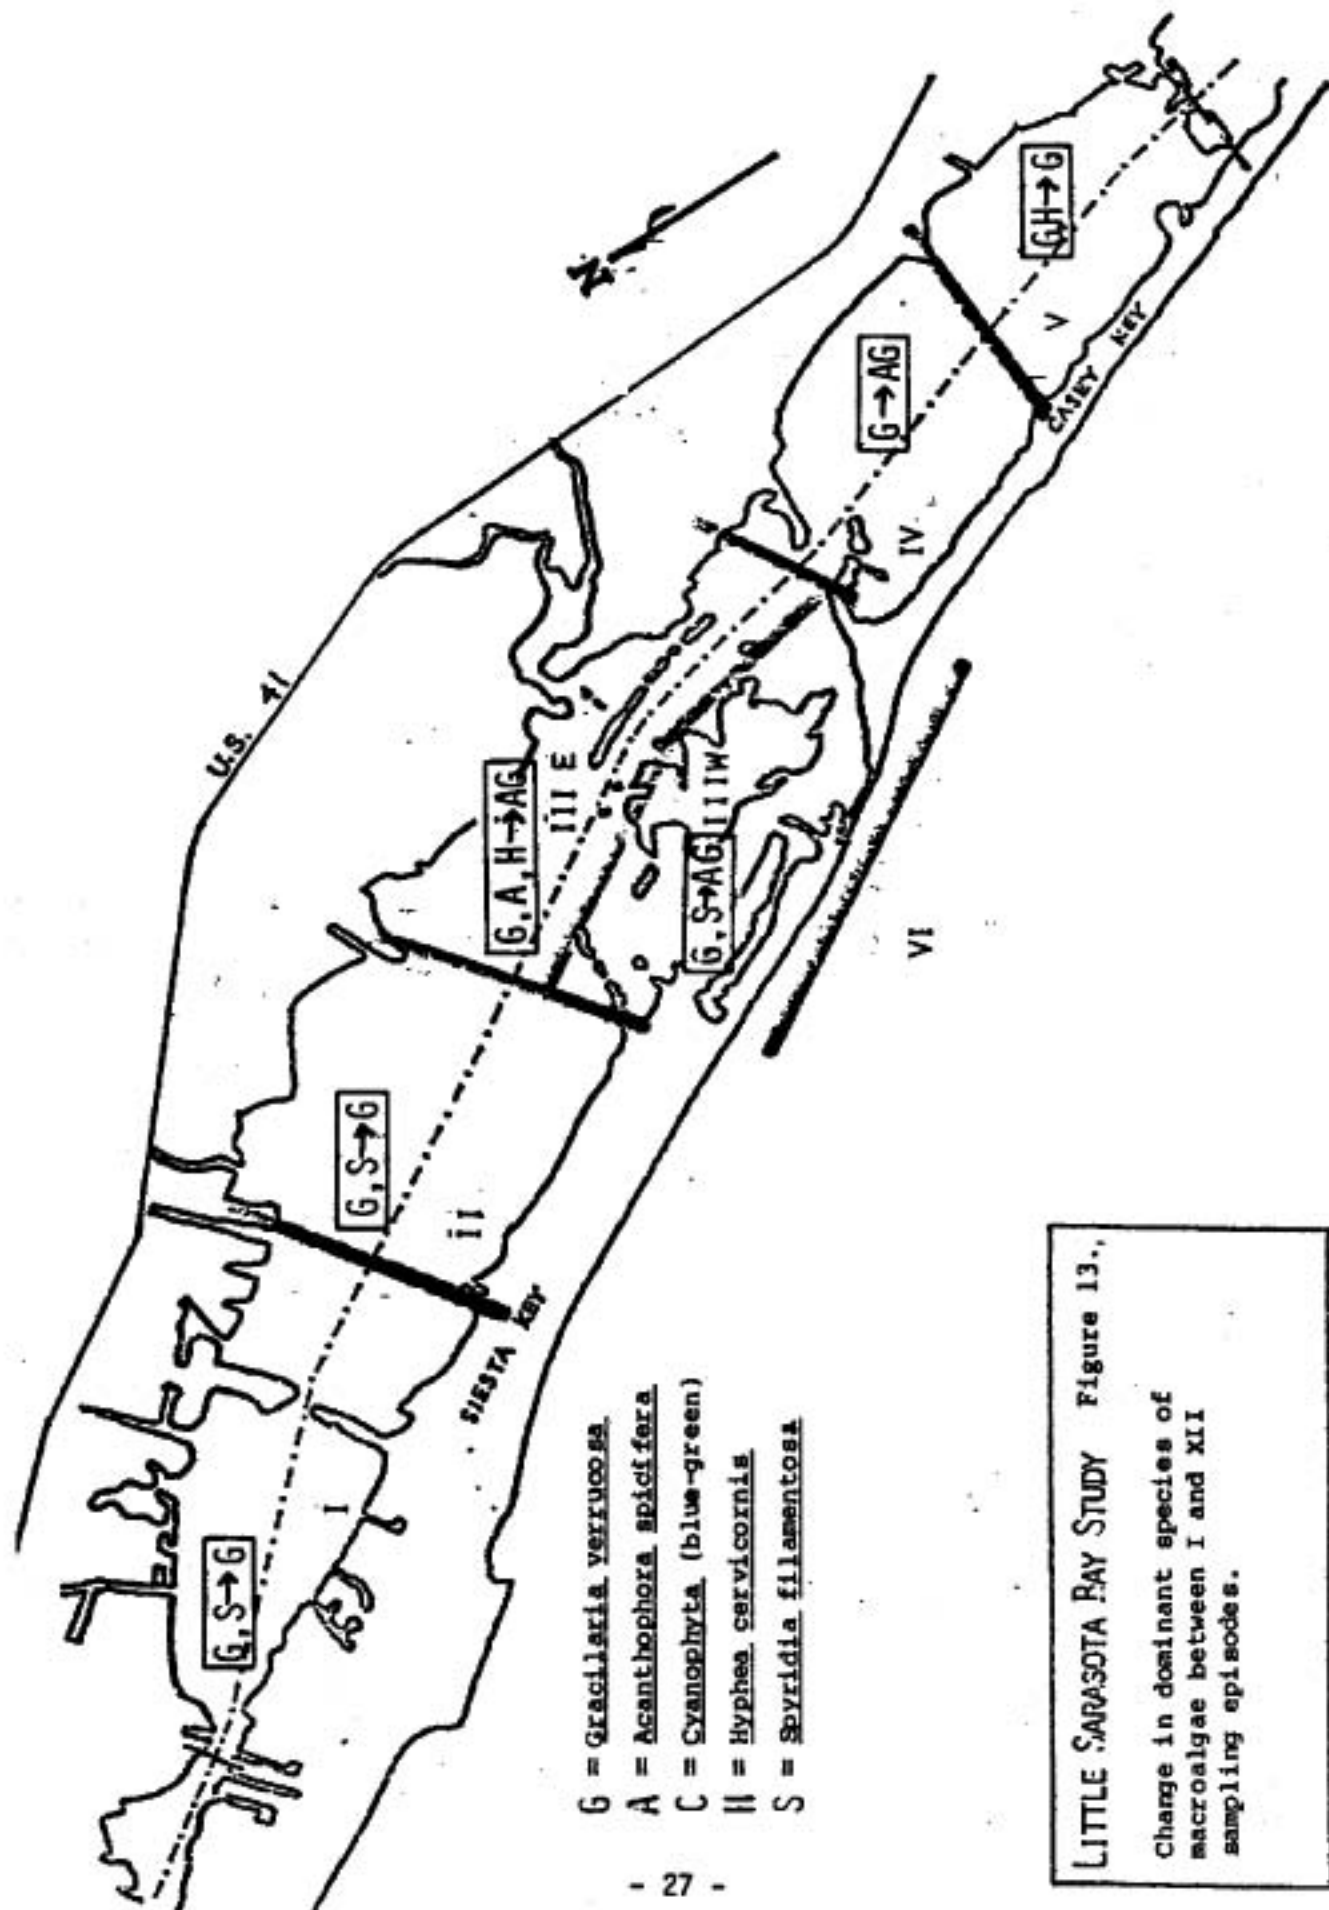 U.S. 41
N
G,S→G
I
G,S→G
II
G,A,H→AG
III E
G,S→AG
IIIW
G→AG
IV
G,H→G
V
VI
SIESTA KEY
CASEY KEY
G = Gracilaria verrucosa
A = Acanthophora spicifera
C = Cyanophyta (blue-green)
H = Hyphea cervicornis
S = Spyridia filamentosa
LITTLE SARASOTA BAY STUDY Figure 13.,
Change in dominant species of
macroalgae between I and XII
sampling episodes.
- 27 -